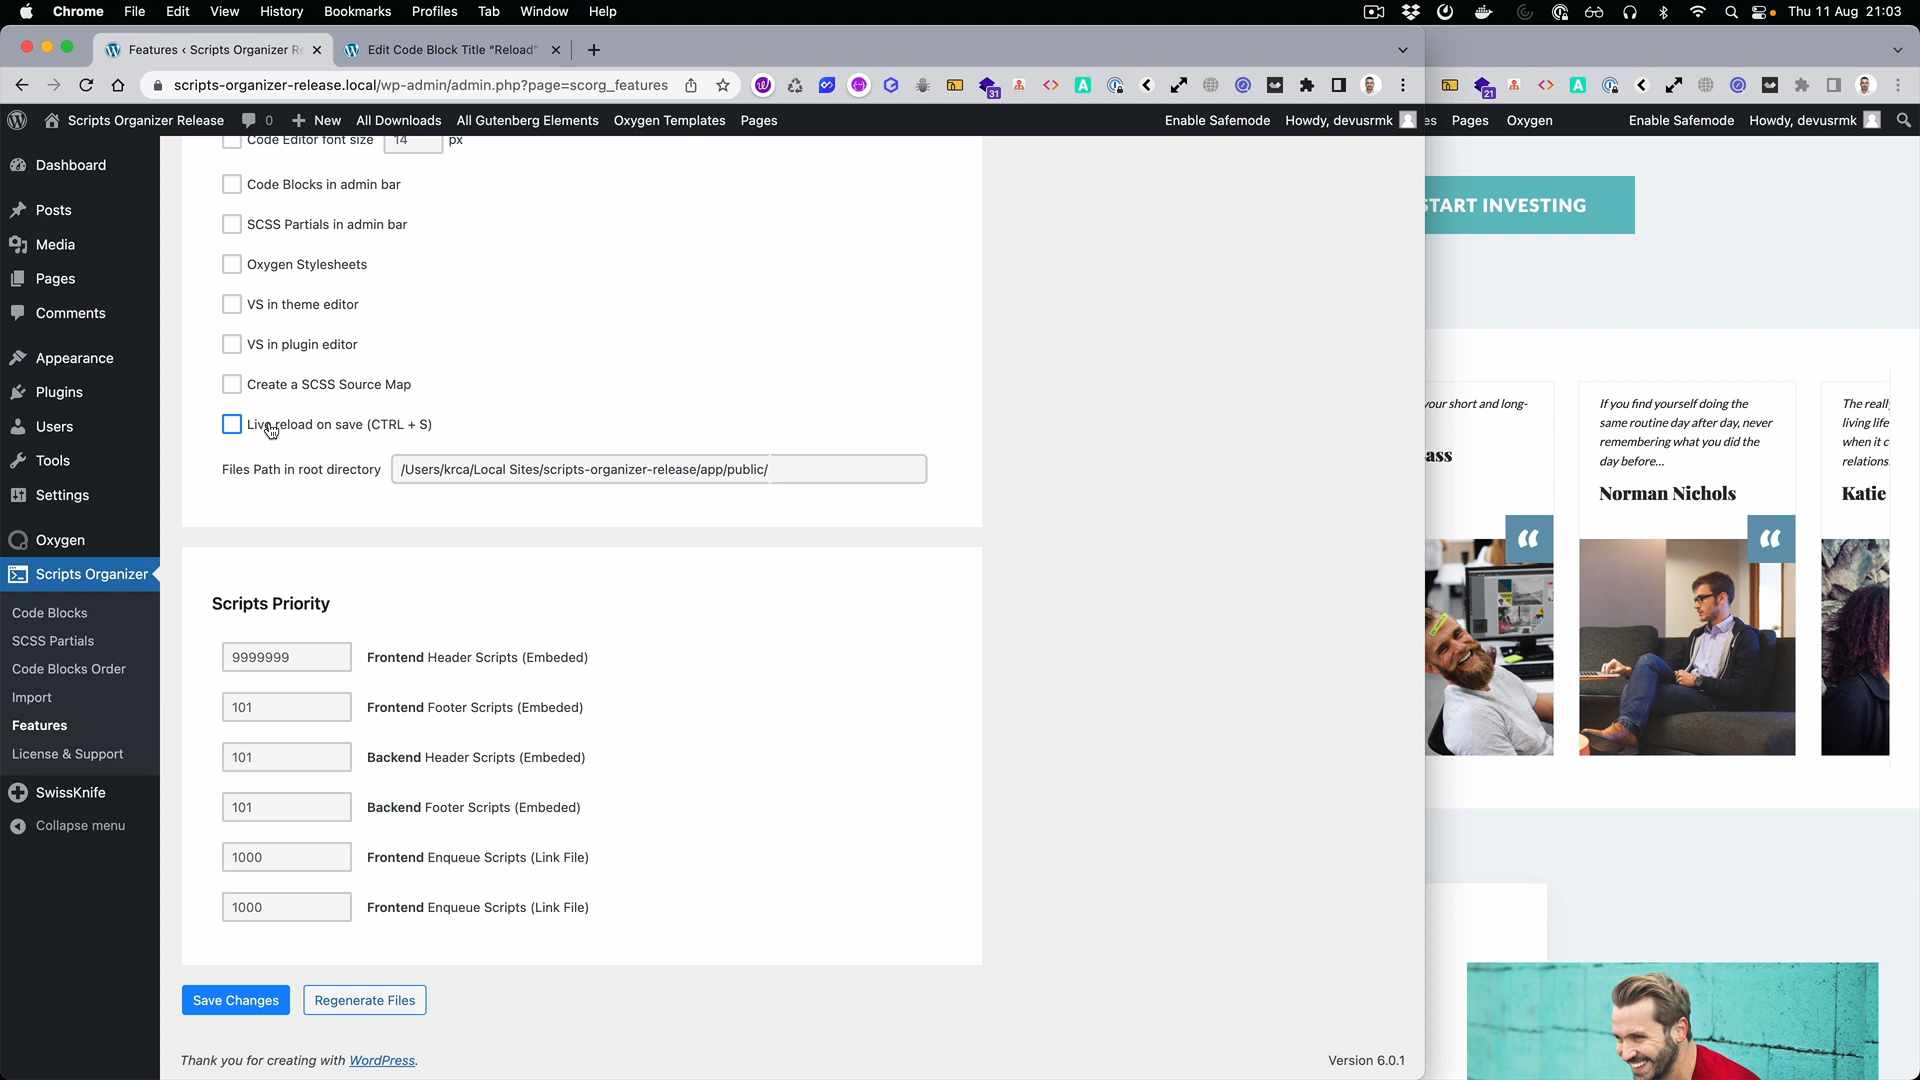 Chrome File Edit View History Bookmarks Profiles Tab Window Help
Thu 11 Aug 21:03
Features ‹ Scripts Organizer Re
Edit Code Block Title "Reload"
scripts-organizer-release.local/wp-admin/admin.php?page=scorg_features
31
21
Scripts Organizer Release 0 New All Downloads All Gutenberg Elements Oxygen Templates Pages
Enable Safemode Howdy, devusrmk
es Pages Oxygen Enable Safemode Howdy, devusrmk
Dashboard
Posts
Media
Pages
Comments
Appearance
Plugins
Users
Tools
Settings
Oxygen
Scripts Organizer
Code Blocks
SCSS Partials
Code Blocks Order
Import
Features
License & Support
SwissKnife
Collapse menu
Code Editor font size 14 px
Code Blocks in admin bar
SCSS Partials in admin bar
Oxygen Stylesheets
VS in theme editor
VS in plugin editor
Create a SCSS Source Map
Live reload on save (CTRL + S)
Files Path in root directory /Users/krca/Local Sites/scripts-organizer-release/app/public/
Scripts Priority
9999999 Frontend Header Scripts (Embeded)
101 Frontend Footer Scripts (Embeded)
101 Backend Header Scripts (Embeded)
101 Backend Footer Scripts (Embeded)
1000 Frontend Enqueue Scripts (Link File)
1000 Frontend Enqueue Scripts (Link File)
Save Changes Regenerate Files
Thank you for creating with WordPress.
Version 6.0.1
START INVESTING
your short and long-
ass
If you find yourself doing the
same routine day after day, never
remembering what you did the
day before...
Norman Nichols
The really
living life
when it c
relations
Katie